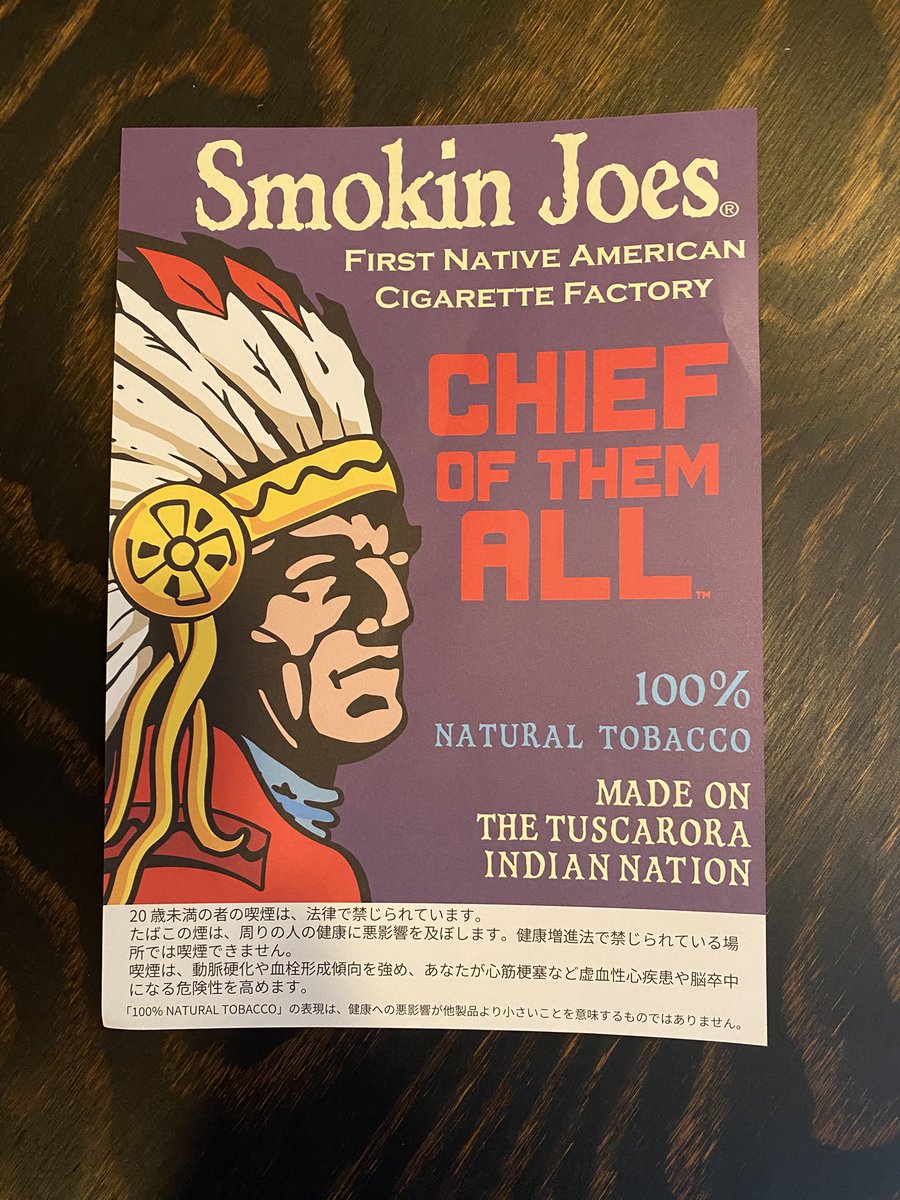 Smokin Joes®
FIRST NATIVE AMERICAN
CIGARETTE FACTORY
CHIEF
OF THEM
ALL™
100%
NATURAL TOBACCO
MADE ON
THE TUSCARORA
INDIAN NATION
20 歳未満の者の喫煙は、法律で禁じられています。
たばこの煙は、周りの人の健康に悪影響を及ぼします。健康増進法で禁じられている場
所では喫煙できません。
喫煙は、動脈硬化や血栓形成傾向を強め、あなたが心筋梗塞など虚血性心疾患や脳卒中
になる危険性を高めます。
「100% NATURAL TOBACCO」の表現は、健康への悪影響が他製品より小さいことを意味するものではありません。